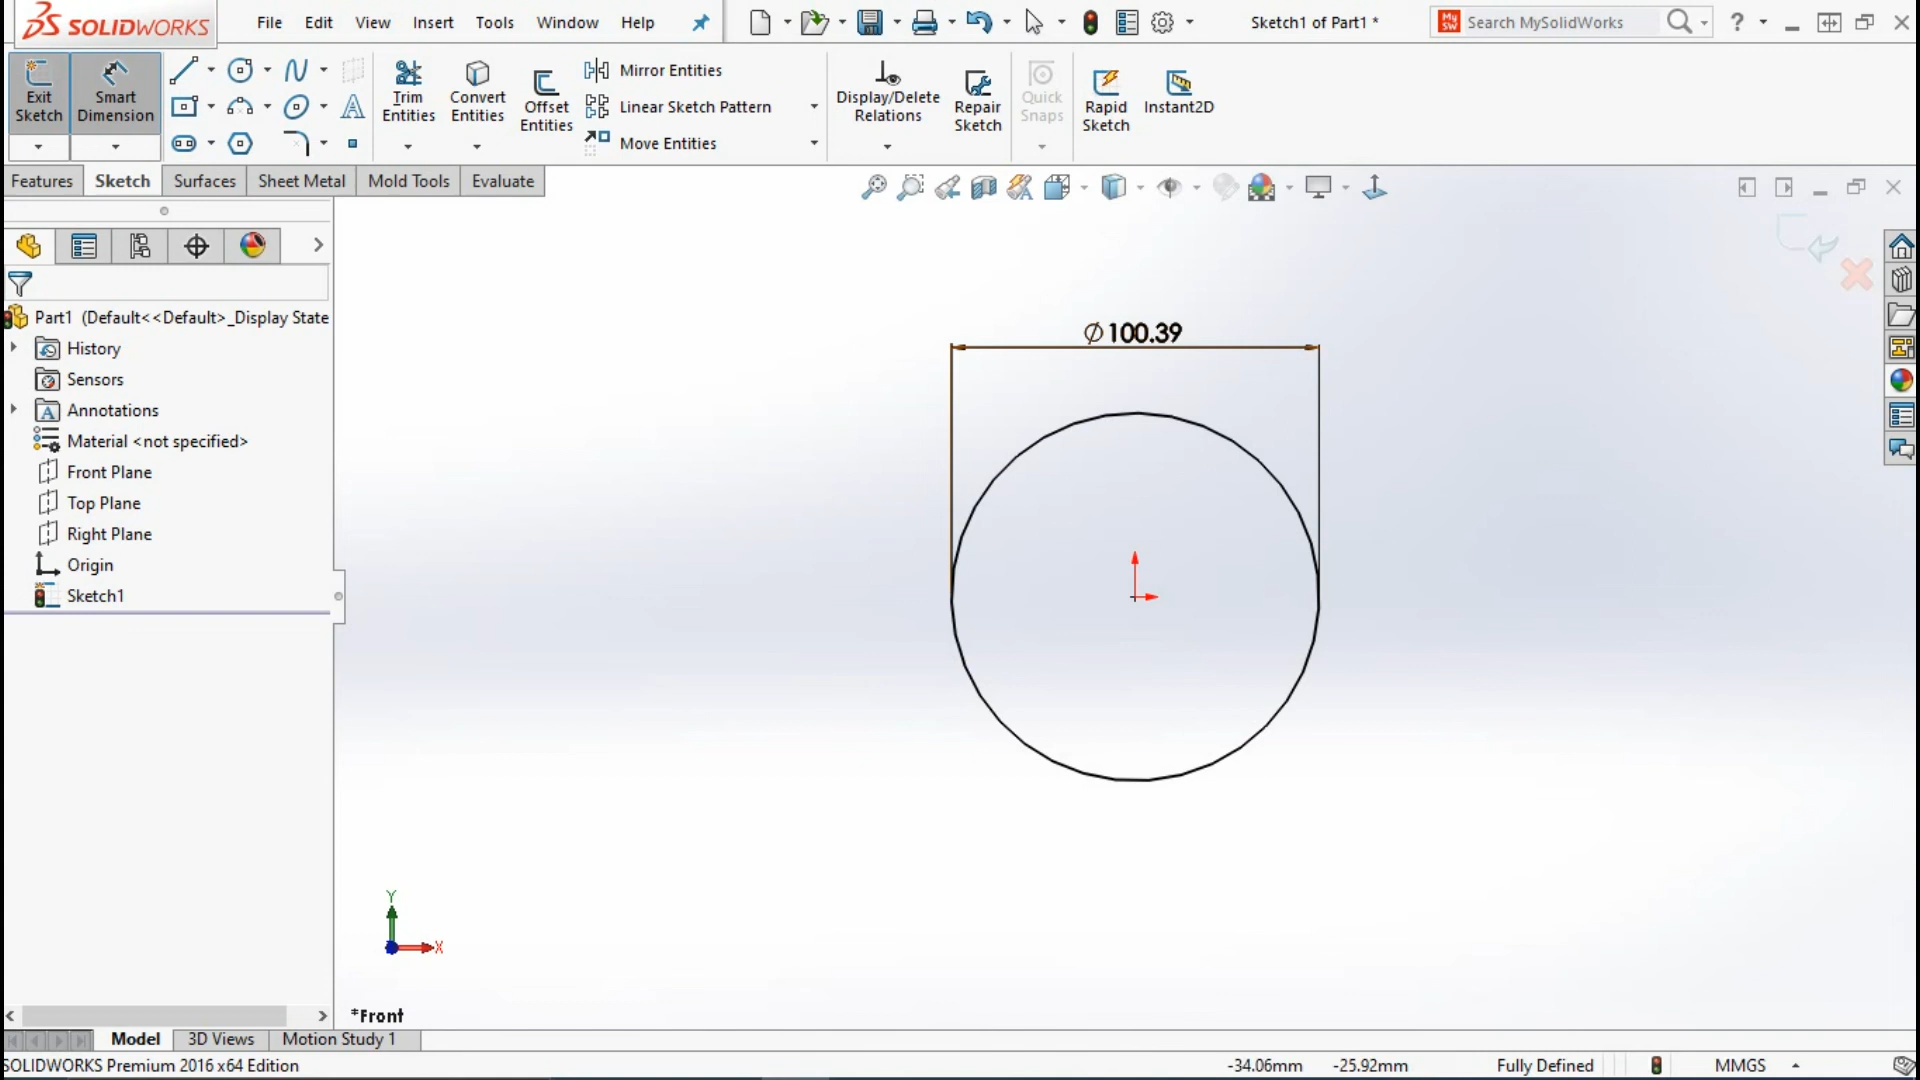 SOLIDWORKS
File Edit View Insert Tools Window Help
Sketch1 of Part1 *
Search MySolidWorks
?
Exit Sketch
Smart Dimension
Trim Entities
Convert Entities
Offset Entities
Mirror Entities
Linear Sketch Pattern
Move Entities
Display/Delete Relations
Repair Sketch
Quick Snaps
Rapid Sketch
Instant2D
Features Sketch Surfaces Sheet Metal Mold Tools Evaluate
Part1 (Default<<Default>_Display State
History
Sensors
Annotations
Material <not specified>
Front Plane
Top Plane
Right Plane
Origin
Sketch1
∅100.39
Y
X
*Front
Model 3D Views Motion Study 1
SOLIDWORKS Premium 2016 x64 Edition
-34.06mm -25.92mm Fully Defined MMGS